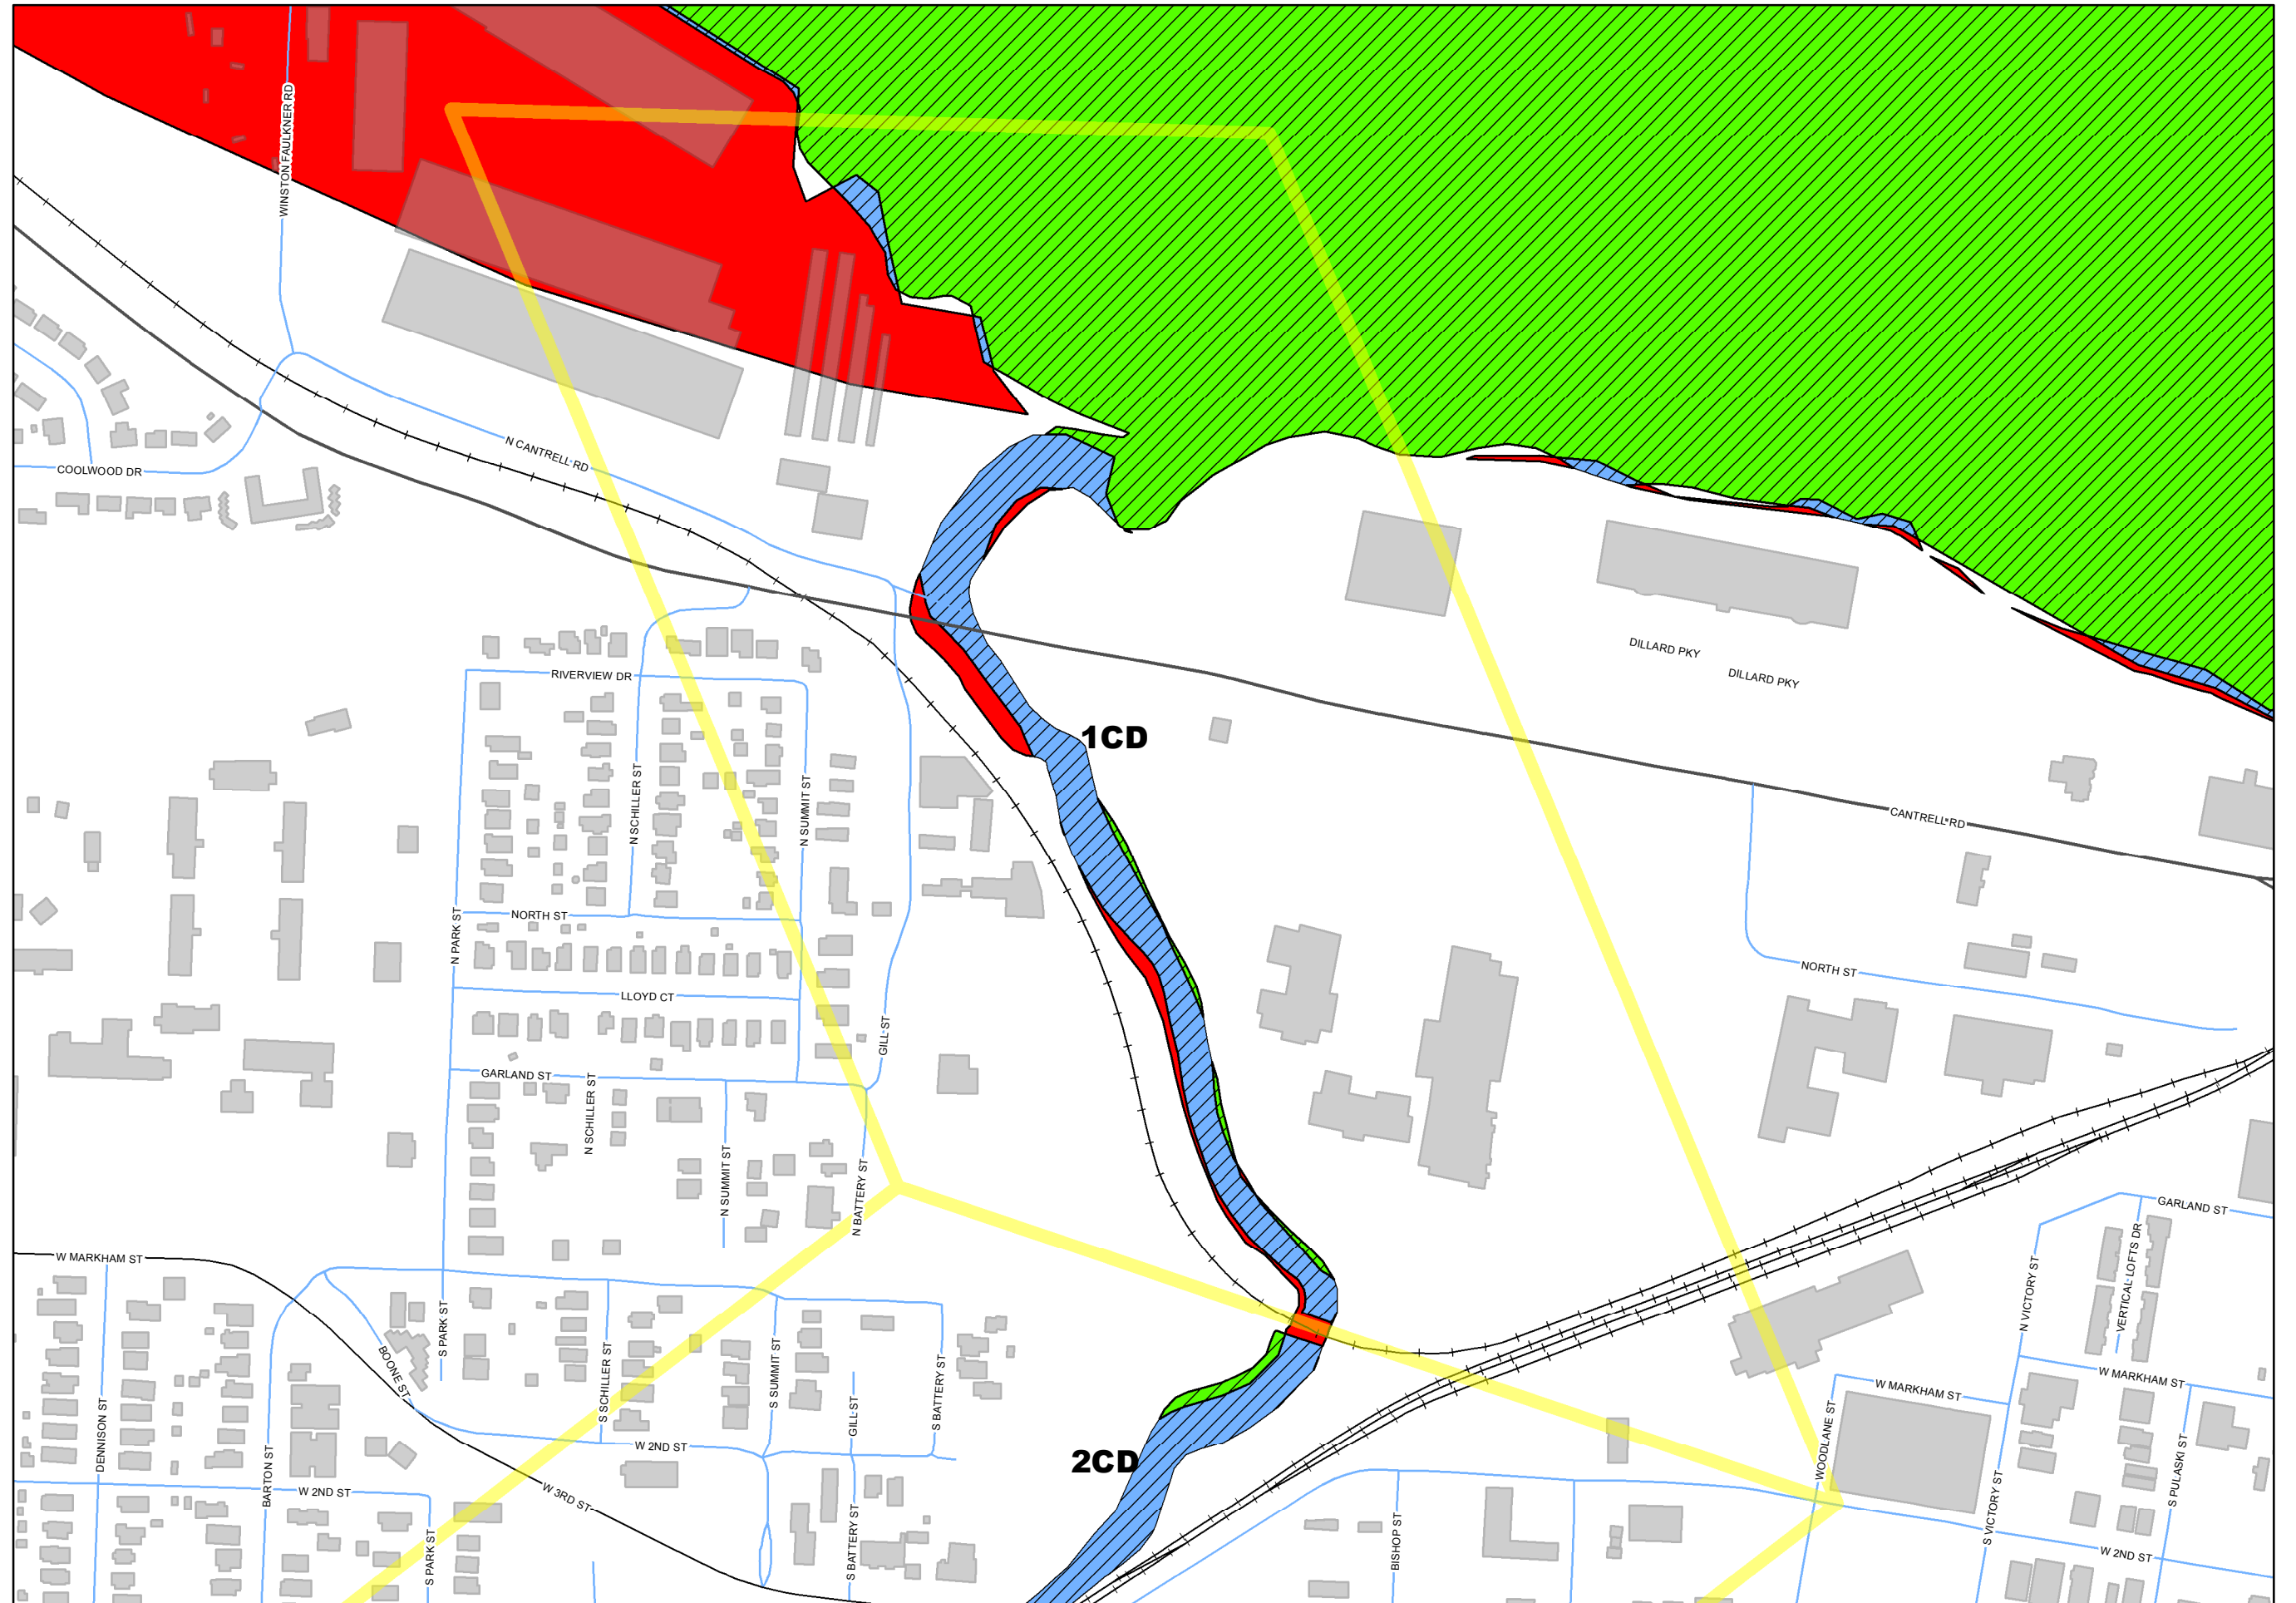 WINSTON FAULKNER RD
N CANTRELL RD
COOLWOOD DR
DILLARD PKY
DILLARD PKY
RIVERVIEW DR
1CD
N SCHILLER ST
N SUMMIT ST
CANTRELL RD
NORTH ST
N PARK ST
NORTH ST
LLOYD CT
GILL ST
GARLAND ST
N SCHILLER ST
N SUMMIT ST
N BATTERY ST
GARLAND ST
VERTICAL LOFTS DR
N VICTORY ST
W MARKHAM ST
S PARK ST
BOONE ST
S SCHILLER ST
S SUMMIT ST
GILL ST
S BATTERY ST
W MARKHAM ST
W MARKHAM ST
DENNISON ST
BARTON ST
W 2ND ST
2CD
WOODLANE ST
S PULASKI ST
W 2ND ST
W 3RD ST
S PARK ST
S BATTERY ST
BISHOP ST
S VICTORY ST
W 2ND ST